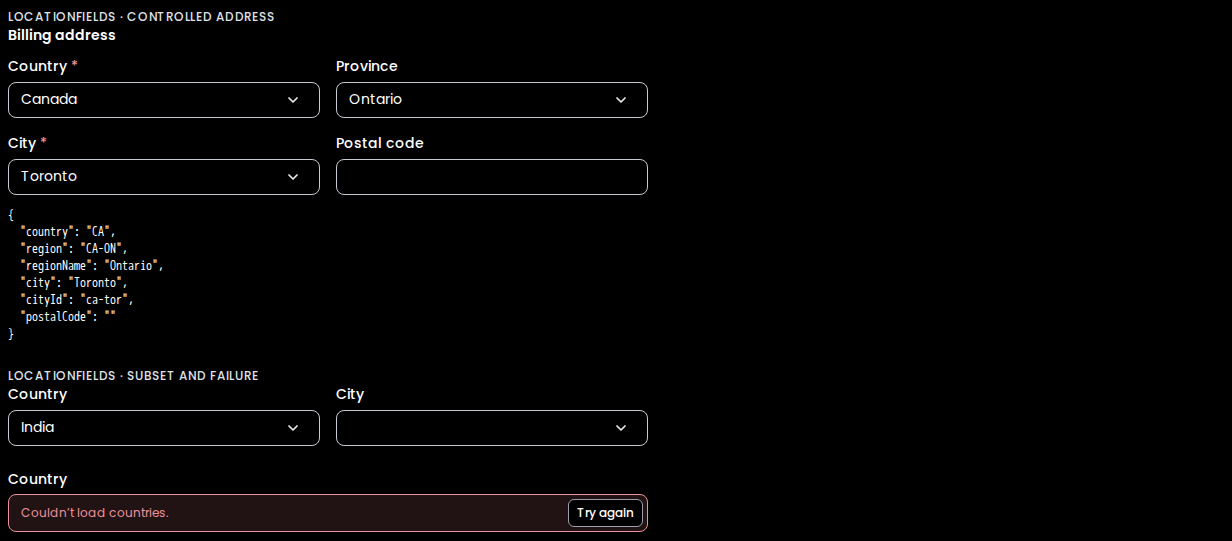 LOCATIONFIELDS · CONTROLLED ADDRESS
Billing address
Country *
Province
Canada
Ontario
City *
Postal code
Toronto
{
  "country": "CA",
  "region": "CA-ON",
  "regionName": "Ontario",
  "city": "Toronto",
  "cityId": "ca-tor",
  "postalCode": ""
}
LOCATIONFIELDS · SUBSET AND FAILURE
Country
City
India
Country
Couldn't load countries.
Try again